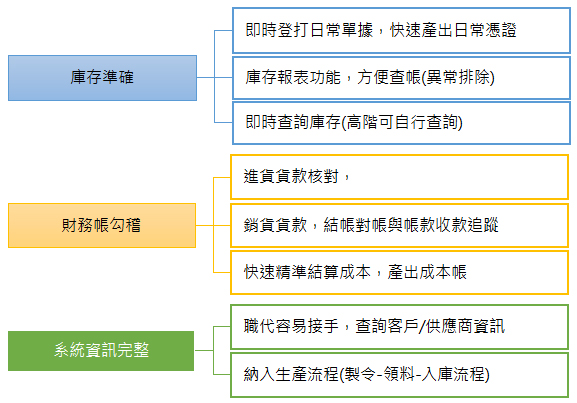 庫存準確
即時登打日常單據，快速產出日常憑證
庫存報表功能，方便查帳(異常排除)
即時查詢庫存(高階可自行查詢)
財務帳勾稽
進貨貨款核對，
銷貨貨款，結帳對帳與帳款收款追蹤
快速精準結算成本，產出成本帳
系統資訊完整
職代容易接手，查詢客戶/供應商資訊
納入生產流程(製令-領料-入庫流程)